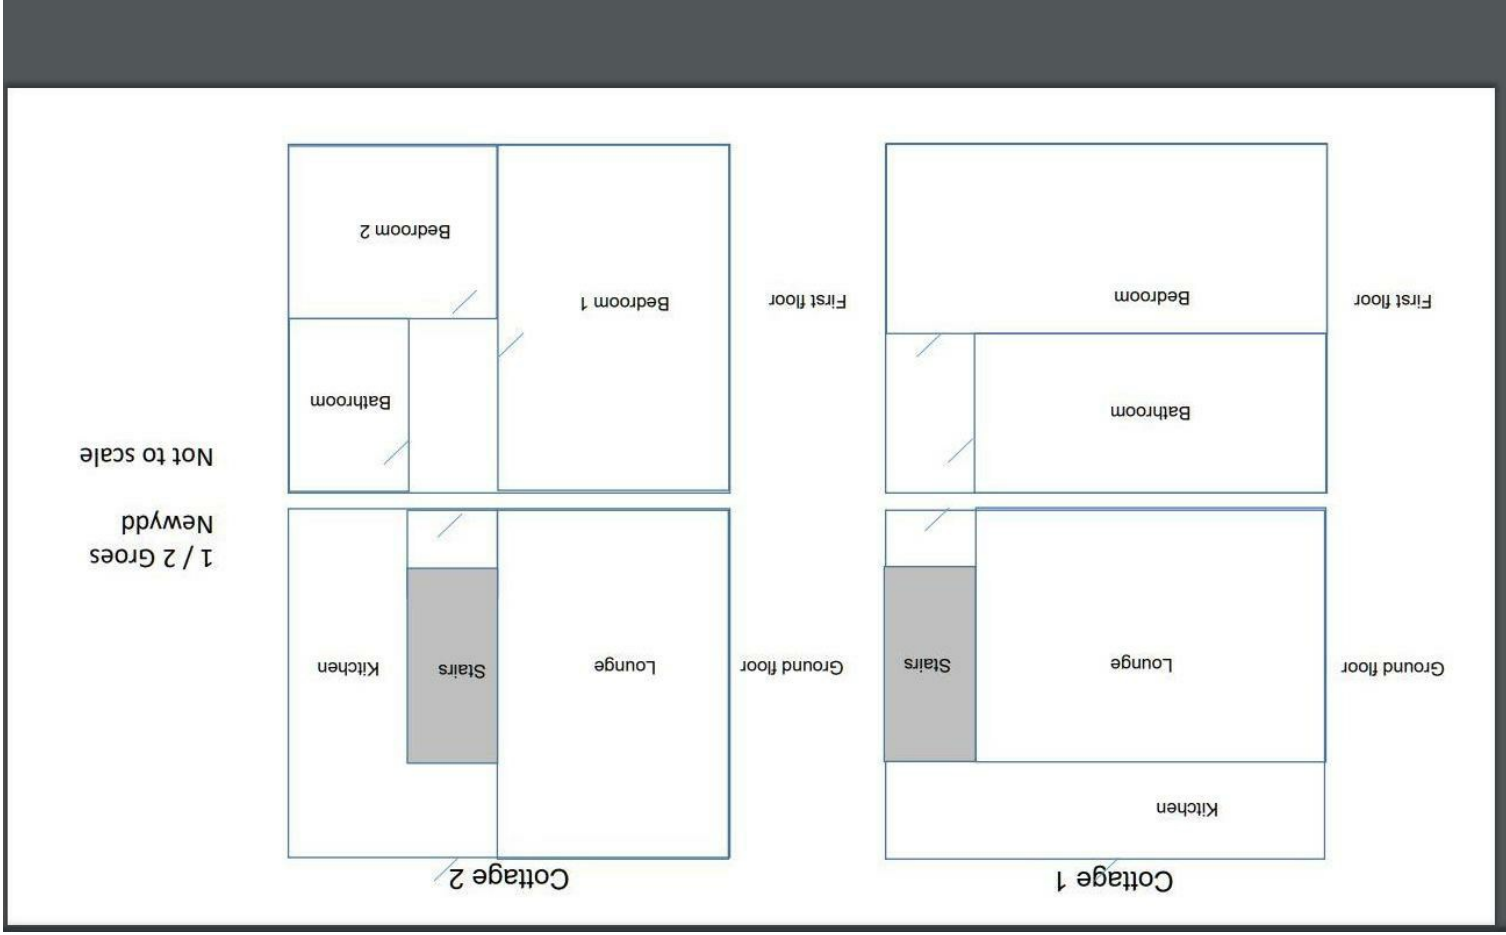 Cottage 1
Kitchen
Ground floor
Lounge
Stairs
First floor
Bathroom
Bedroom
Cottage 2
Ground floor
Lounge
Stairs
Kitchen
First floor
Bedroom 1
Bathroom
Bedroom 2
1 / 2 Groes
Newydd
Not to scale